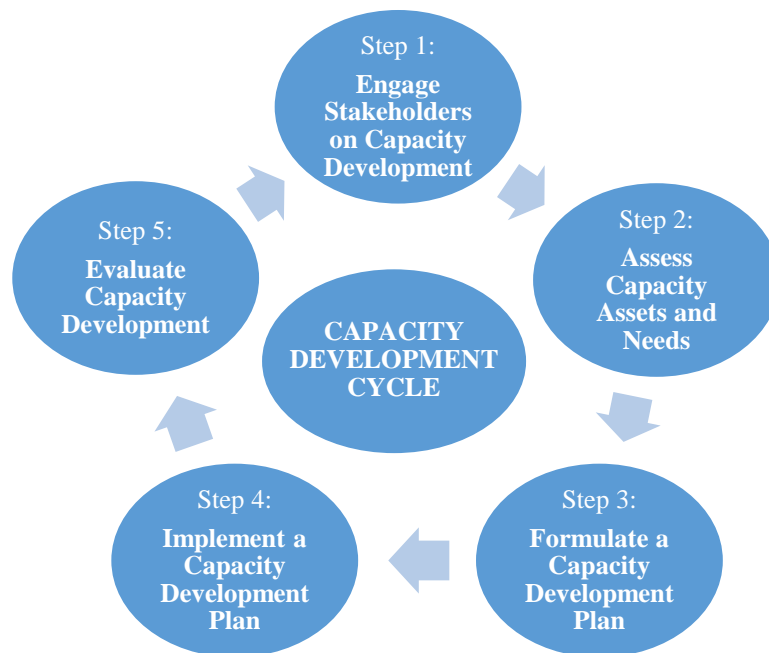 Step 1:
Engage
Stakeholders
on Capacity
Development
Step 2:
Assess
Capacity
Assets and
Needs
Step 3:
Formulate a
Capacity
Development
Plan
Step 4:
Implement a
Capacity
Development
Plan
Step 5:
Evaluate
Capacity
Development
CAPACITY
DEVELOPMENT
CYCLE